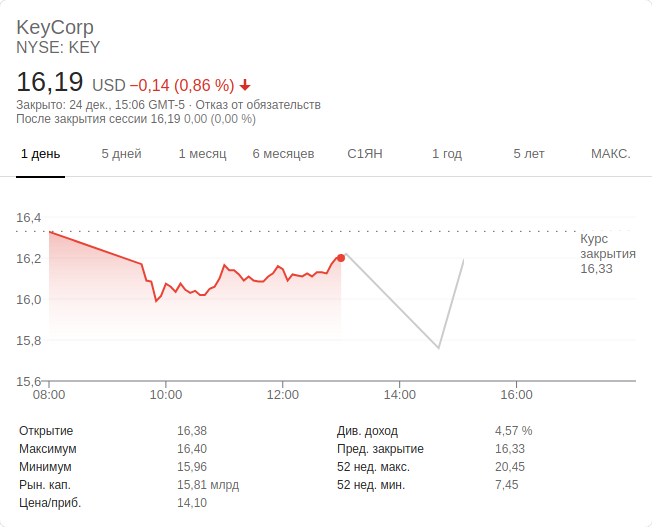 KeyCorp
NYSE: KEY
16,19 USD −0,14 (0,86 %)
Закрыто: 24 дек., 15:06 GMT-5 · Отказ от обязательств
После закрытия сессии 16,19 0,00 (0,00 %)
1 день 5 дней 1 месяц 6 месяцев С1ЯН 1 год 5 лет МАКС.
16,4
Курс
закрытия
16,33
16,2
16,0
15,8
15,6
08:00 10:00 12:00 14:00 16:00
Открытие 16,38 Див. доход 4,57 %
Максимум 16,40 Пред. закрытие 16,33
Минимум 15,96 52 нед. макс. 20,45
Рын. кап. 15,81 млрд 52 нед. мин. 7,45
Цена/приб. 14,10